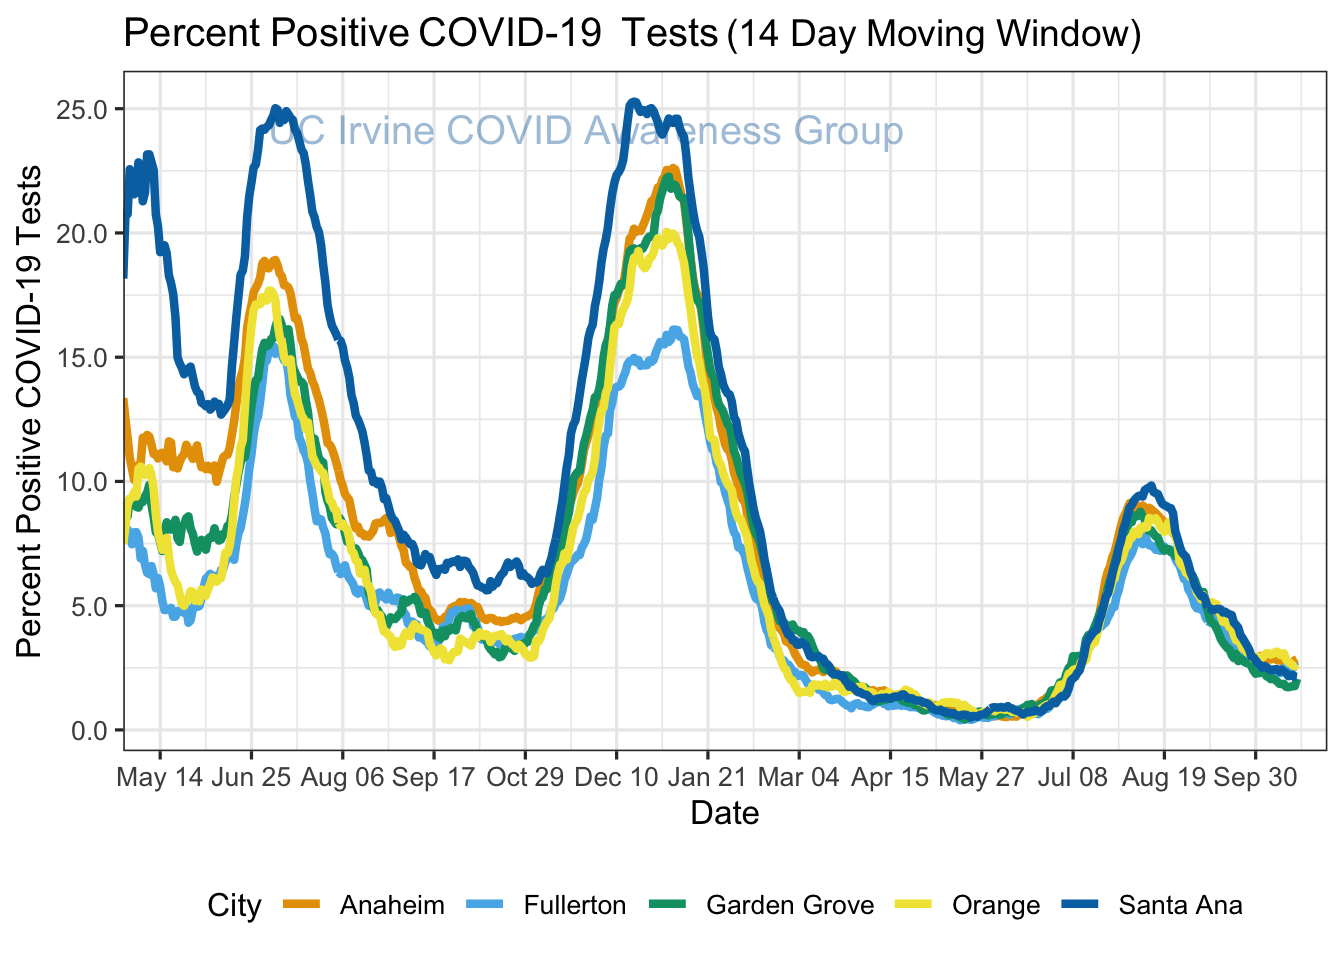 Percent Positive COVID-19 Tests (14 Day Moving Window)
UC Irvine COVID Awareness Group
Percent Positive COVID-19 Tests
25.0
20.0
15.0
10.0
5.0
0.0
May 14 Jun 25 Aug 06 Sep 17 Oct 29 Dec 10 Jan 21 Mar 04 Apr 15 May 27 Jul 08 Aug 19 Sep 30
Date
City Anaheim Fullerton Garden Grove Orange Santa Ana